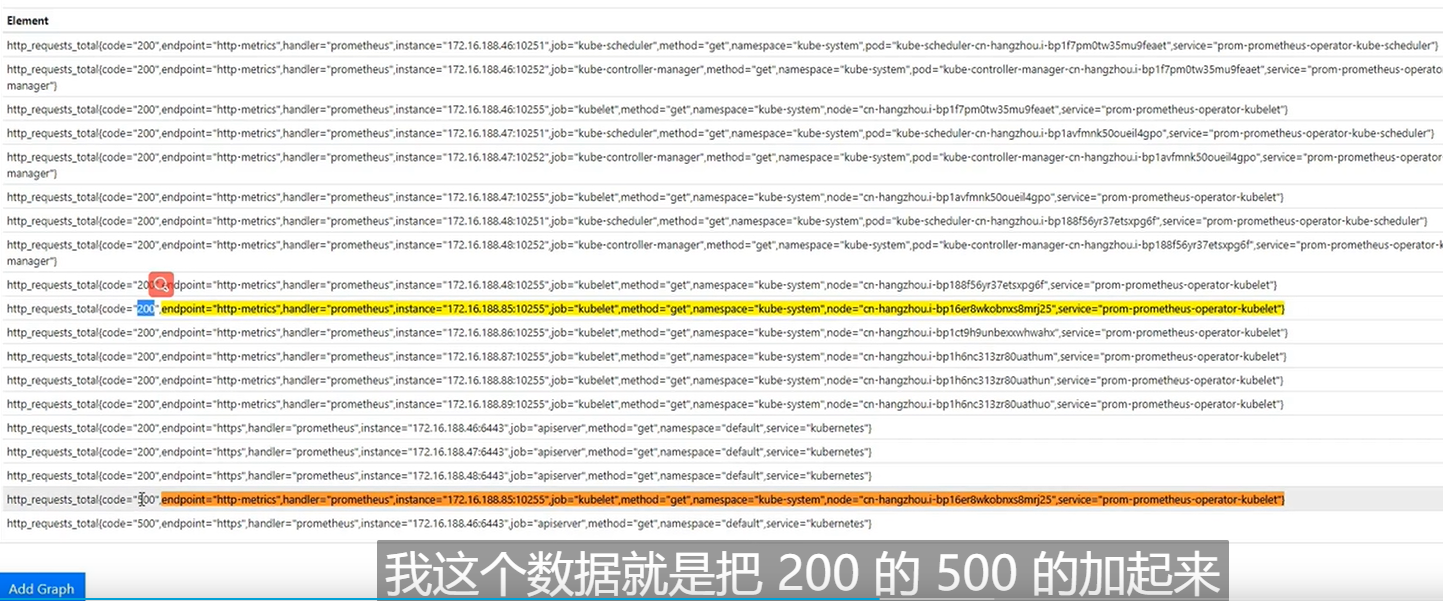 Element
http_requests_total{code="200",endpoint="http-metrics",handler="prometheus",instance="172.16.188.46:10251",job="kube-scheduler",method="get",namespace="kube-system",pod="kube-scheduler-cn-hangzhou.i-bp1f7pm0tw35mu9feaet",service="prom-prometheus-operator-kube-scheduler"}
http_requests_total{code="200",endpoint="http-metrics",handler="prometheus",instance="172.16.188.46:10252",job="kube-controller-manager",method="get",namespace="kube-system",pod="kube-controller-manager-cn-hangzhou.i-bp1f7pm0tw35mu9feaet",service="prom-prometheus-operato
manager"}
http_requests_total{code="200",endpoint="http-metrics",handler="prometheus",instance="172.16.188.46:10255",job="kubelet",method="get",namespace="kube-system",node="cn-hangzhou.i-bp1f7pm0tw35mu9feaet",service="prom-prometheus-operator-kubelet"}
http_requests_total{code="200",endpoint="http-metrics",handler="prometheus",instance="172.16.188.47:10251",job="kube-scheduler",method="get",namespace="kube-system",pod="kube-scheduler-cn-hangzhou.i-bp1avfmnk50oueil4gpo",service="prom-prometheus-operator-kube-scheduler"}
http_requests_total{code="200",endpoint="http-metrics",handler="prometheus",instance="172.16.188.47:10252",job="kube-controller-manager",method="get",namespace="kube-system",pod="kube-controller-manager-cn-hangzhou.i-bp1avfmnk50oueil4gpo",service="prom-prometheus-operator
manager"}
http_requests_total{code="200",endpoint="http-metrics",handler="prometheus",instance="172.16.188.47:10255",job="kubelet",method="get",namespace="kube-system",node="cn-hangzhou.i-bp1avfmnk50oueil4gpo",service="prom-prometheus-operator-kubelet"}
http_requests_total{code="200",endpoint="http-metrics",handler="prometheus",instance="172.16.188.48:10251",job="kube-scheduler",method="get",namespace="kube-system",pod="kube-scheduler-cn-hangzhou.i-bp188f56yr37etsxpg6f",service="prom-prometheus-operator-kube-scheduler"}
http_requests_total{code="200",endpoint="http-metrics",handler="prometheus",instance="172.16.188.48:10252",job="kube-controller-manager",method="get",namespace="kube-system",pod="kube-controller-manager-cn-hangzhou.i-bp188f56yr37etsxpg6f",service="prom-prometheus-operator-k
manager"}
http_requests_total{code="200",endpoint="http-metrics",handler="prometheus",instance="172.16.188.48:10255",job="kubelet",method="get",namespace="kube-system",node="cn-hangzhou.i-bp188f56yr37etsxpg6f",service="prom-prometheus-operator-kubelet"}
http_requests_total{code="200",endpoint="http-metrics",handler="prometheus",instance="172.16.188.85:10255",job="kubelet",method="get",namespace="kube-system",node="cn-hangzhou.i-bp16er8wkobnxs8mrj25",service="prom-prometheus-operator-kubelet"}
http_requests_total{code="200",endpoint="http-metrics",handler="prometheus",instance="172.16.188.86:10255",job="kubelet",method="get",namespace="kube-system",node="cn-hangzhou.i-bp1ct9h9unbexxwhwahx",service="prom-prometheus-operator-kubelet"}
http_requests_total{code="200",endpoint="http-metrics",handler="prometheus",instance="172.16.188.87:10255",job="kubelet",method="get",namespace="kube-system",node="cn-hangzhou.i-bp1h6nc313zr80uathum",service="prom-prometheus-operator-kubelet"}
http_requests_total{code="200",endpoint="http-metrics",handler="prometheus",instance="172.16.188.88:10255",job="kubelet",method="get",namespace="kube-system",node="cn-hangzhou.i-bp1h6nc313zr80uathun",service="prom-prometheus-operator-kubelet"}
http_requests_total{code="200",endpoint="http-metrics",handler="prometheus",instance="172.16.188.89:10255",job="kubelet",method="get",namespace="kube-system",node="cn-hangzhou.i-bp1h6nc313zr80uathuo",service="prom-prometheus-operator-kubelet"}
http_requests_total{code="200",endpoint="https",handler="prometheus",instance="172.16.188.46:6443",job="apiserver",method="get",namespace="default",service="kubernetes"}
http_requests_total{code="200",endpoint="https",handler="prometheus",instance="172.16.188.47:6443",job="apiserver",method="get",namespace="default",service="kubernetes"}
http_requests_total{code="200",endpoint="https",handler="prometheus",instance="172.16.188.48:6443",job="apiserver",method="get",namespace="default",service="kubernetes"}
http_requests_total{code="500",endpoint="http-metrics",handler="prometheus",instance="172.16.188.85:10255",job="kubelet",method="get",namespace="kube-system",node="cn-hangzhou.i-bp16er8wkobnxs8mrj25",service="prom-prometheus-operator-kubelet"}
http_requests_total{code="500",endpoint="https",handler="prometheus",instance="172.16.188.46:6443",job="apiserver",method="get",namespace="default",service="kubernetes"}
我这个数据就是把 200 的 500 的加起来
Add Graph